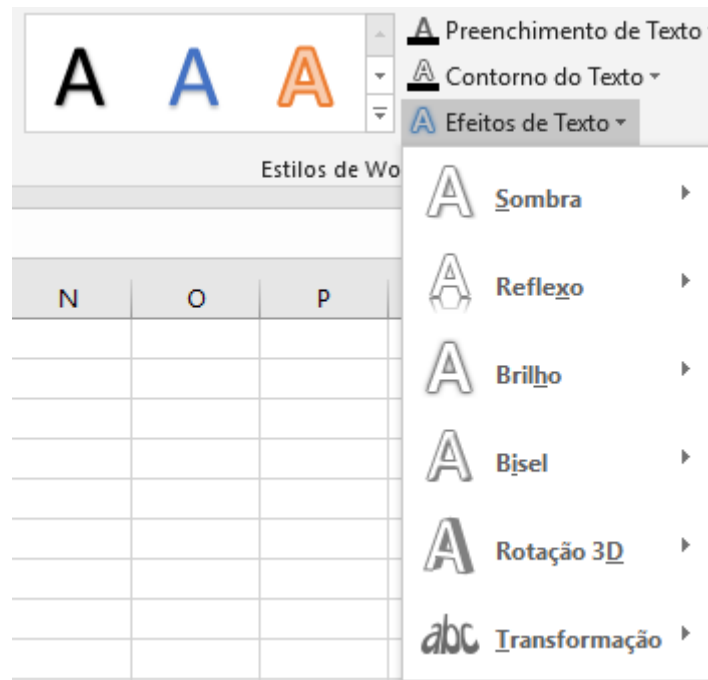 A A A
Preenchimento de Texto
Contorno do Texto
Efeitos de Texto
Estilos de Wo
Sombra
N O P
Reflexo
Brilho
Bisel
Rotação 3D
abc Transformação